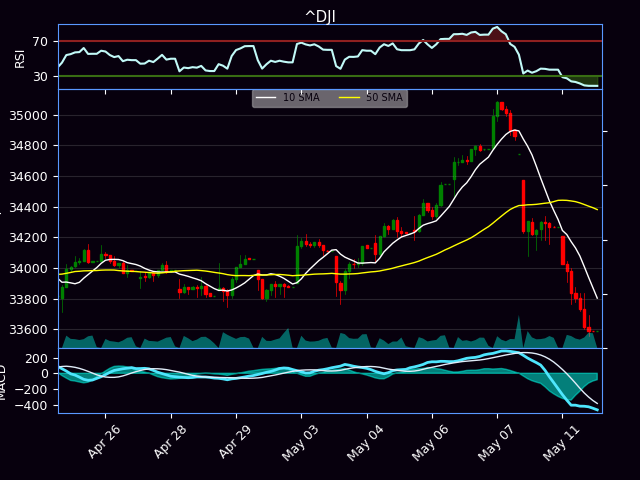 ^DJI
RSI
70
30
10 SMA
50 SMA
35000
34800
34600
34400
34200
34000
33800
33600
MACD
200
0
−200
−400
Apr 26
Apr 28
Apr 29
May 03
May 04
May 06
May 07
May 11